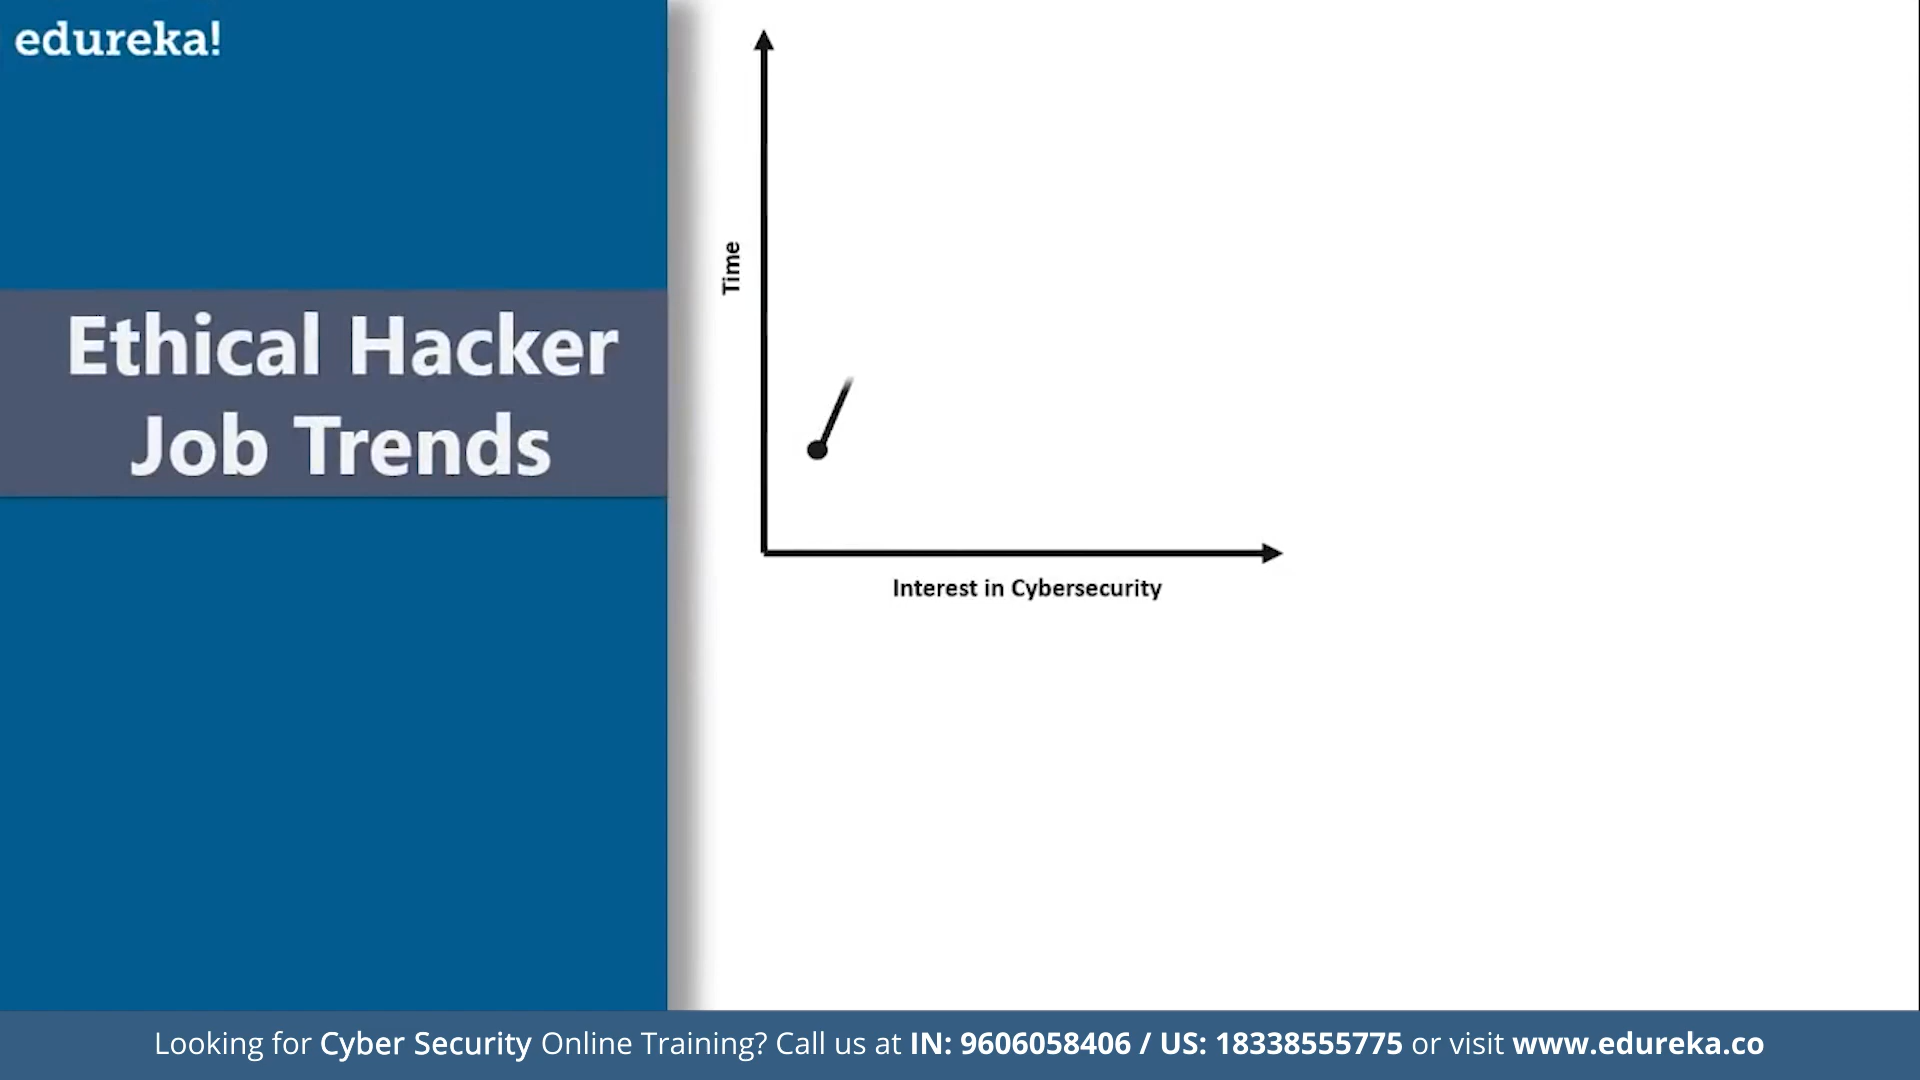 edureka!
Ethical Hacker
Job Trends
Time
Interest in Cybersecurity
Looking for Cyber Security Online Training? Call us at IN: 9606058406 / US: 18338555775 or visit www.edureka.co